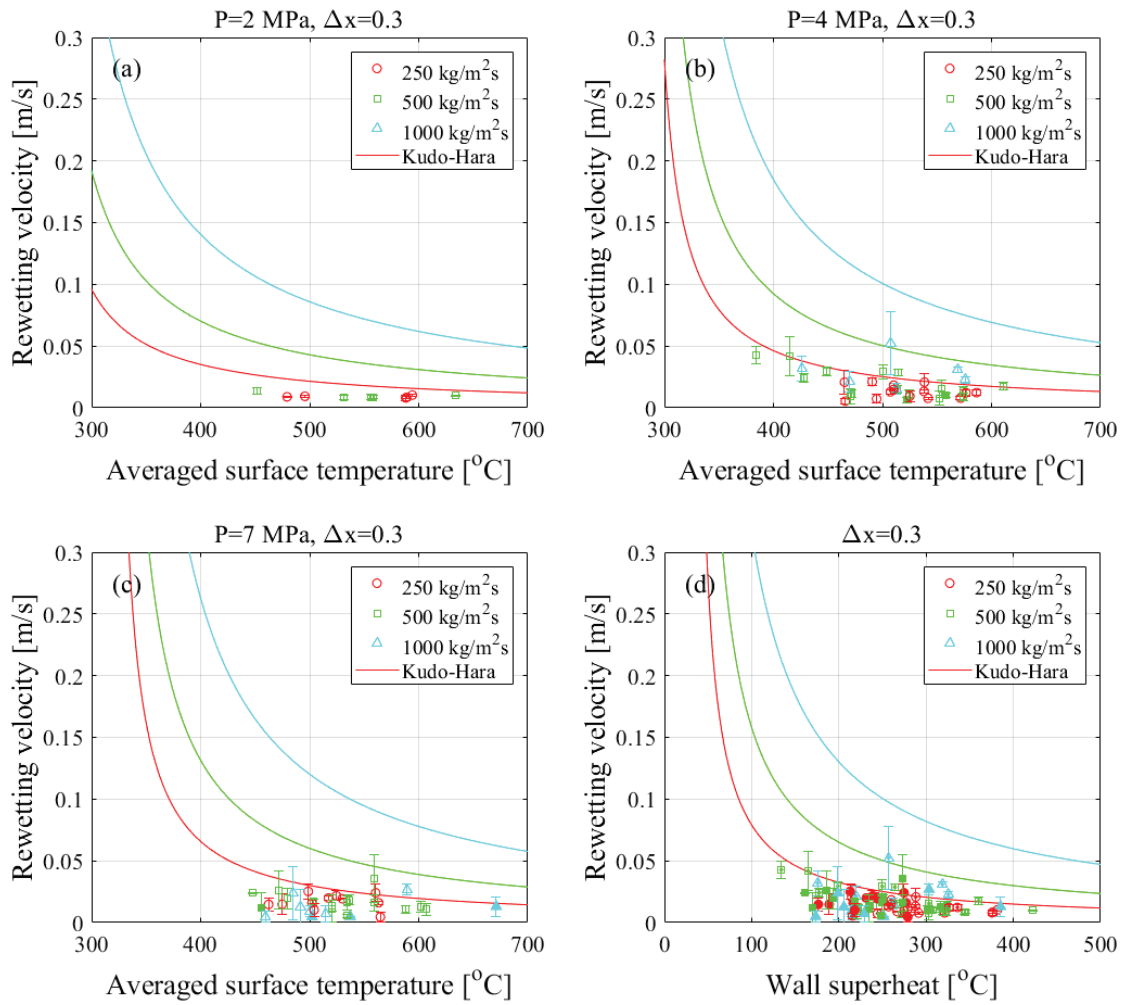 P=2 MPa, Δx=0.3
(a)
250 kg/m²s
500 kg/m²s
1000 kg/m²s
Kudo-Hara
0.3
0.25
0.2
0.15
0.1
0.05
0
Rewetting velocity [m/s]
300 400 500 600 700
Averaged surface temperature [°C]
P=4 MPa, Δx=0.3
(b)
250 kg/m²s
500 kg/m²s
1000 kg/m²s
Kudo-Hara
0.3
0.25
0.2
0.15
0.1
0.05
0
Rewetting velocity [m/s]
300 400 500 600 700
Averaged surface temperature [°C]
P=7 MPa, Δx=0.3
(c)
250 kg/m²s
500 kg/m²s
1000 kg/m²s
Kudo-Hara
0.3
0.25
0.2
0.15
0.1
0.05
0
Rewetting velocity [m/s]
300 400 500 600 700
Averaged surface temperature [°C]
Δx=0.3
(d)
250 kg/m²s
500 kg/m²s
1000 kg/m²s
Kudo-Hara
0.3
0.25
0.2
0.15
0.1
0.05
0
Rewetting velocity [m/s]
0 100 200 300 400 500
Wall superheat [°C]